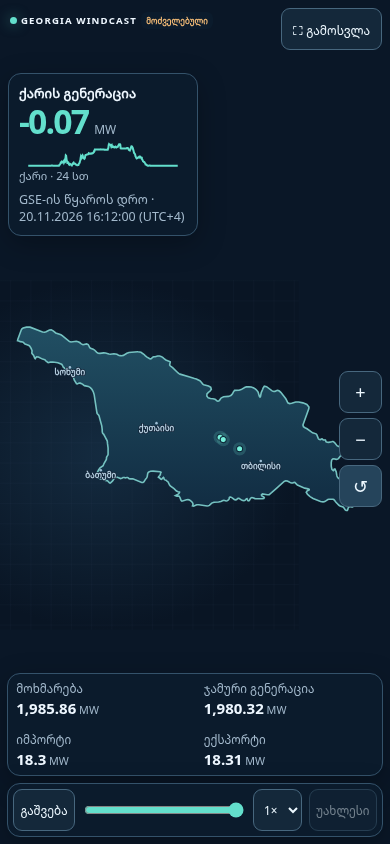 GEORGIA WINDCAST მოძველებული
გამოსვლა
ქარის გენერაცია
-0.07 MW
ქარი · 24 სთ
GSE-ის წყაროს დრო ·
20.11.2026 16:12:00 (UTC+4)
სოხუმი
ქუთაისი
თბილისი
ბათუმი
+
−
↺
მოხმარება
1,985.86 MW
ჯამური გენერაცია
1,980.32 MW
იმპორტი
18.3 MW
ექსპორტი
18.31 MW
გაშვება
1×
უახლესი